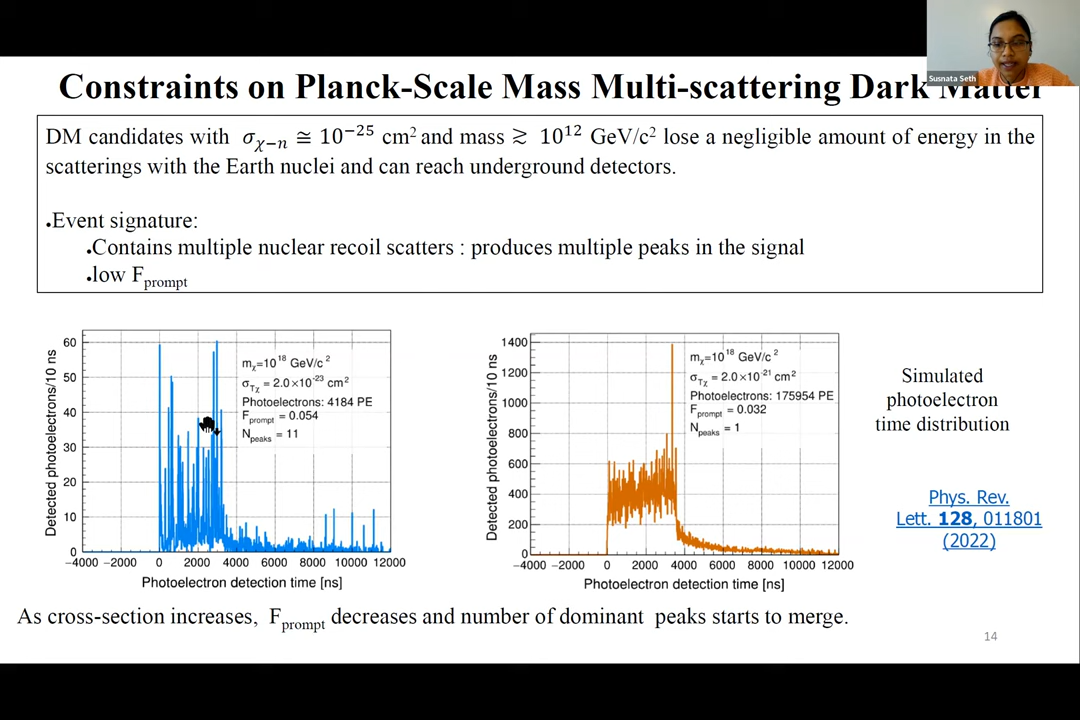 Susnata Seth
Constraints on Planck-Scale Mass Multi-scattering Dark Matter
DM candidates with σχ−n ≅ 10−25 cm2 and mass ≳ 1012 GeV/c2 lose a negligible amount of energy in the
scatterings with the Earth nuclei and can reach underground detectors.
•Event signature:
•Contains multiple nuclear recoil scatters : produces multiple peaks in the signal
•low Fprompt
Detected photoelectrons/10 ns
60
50
40
30
20
10
0
mχ=10 18 GeV/c 2
σTχ = 2.0×10-23 cm2
Photoelectrons: 4184 PE
Fprompt = 0.054
Npeaks = 11
−4000 −2000 0 2000 4000 6000 8000 10000 12000
Photoelectron detection time [ns]
Detected photoelectrons/10 ns
1400
1200
1000
800
600
400
200
0
mχ=10 18 GeV/c 2
σTχ = 2.0×10-21 cm2
Photoelectrons: 175954 PE
Fprompt = 0.032
Npeaks = 1
−4000 −2000 0 2000 4000 6000 8000 10000 12000
Photoelectron detection time [ns]
Simulated
photoelectron
time distribution
Phys. Rev.
Lett. 128, 011801
(2022)
As cross-section increases, Fprompt decreases and number of dominant peaks starts to merge.
14